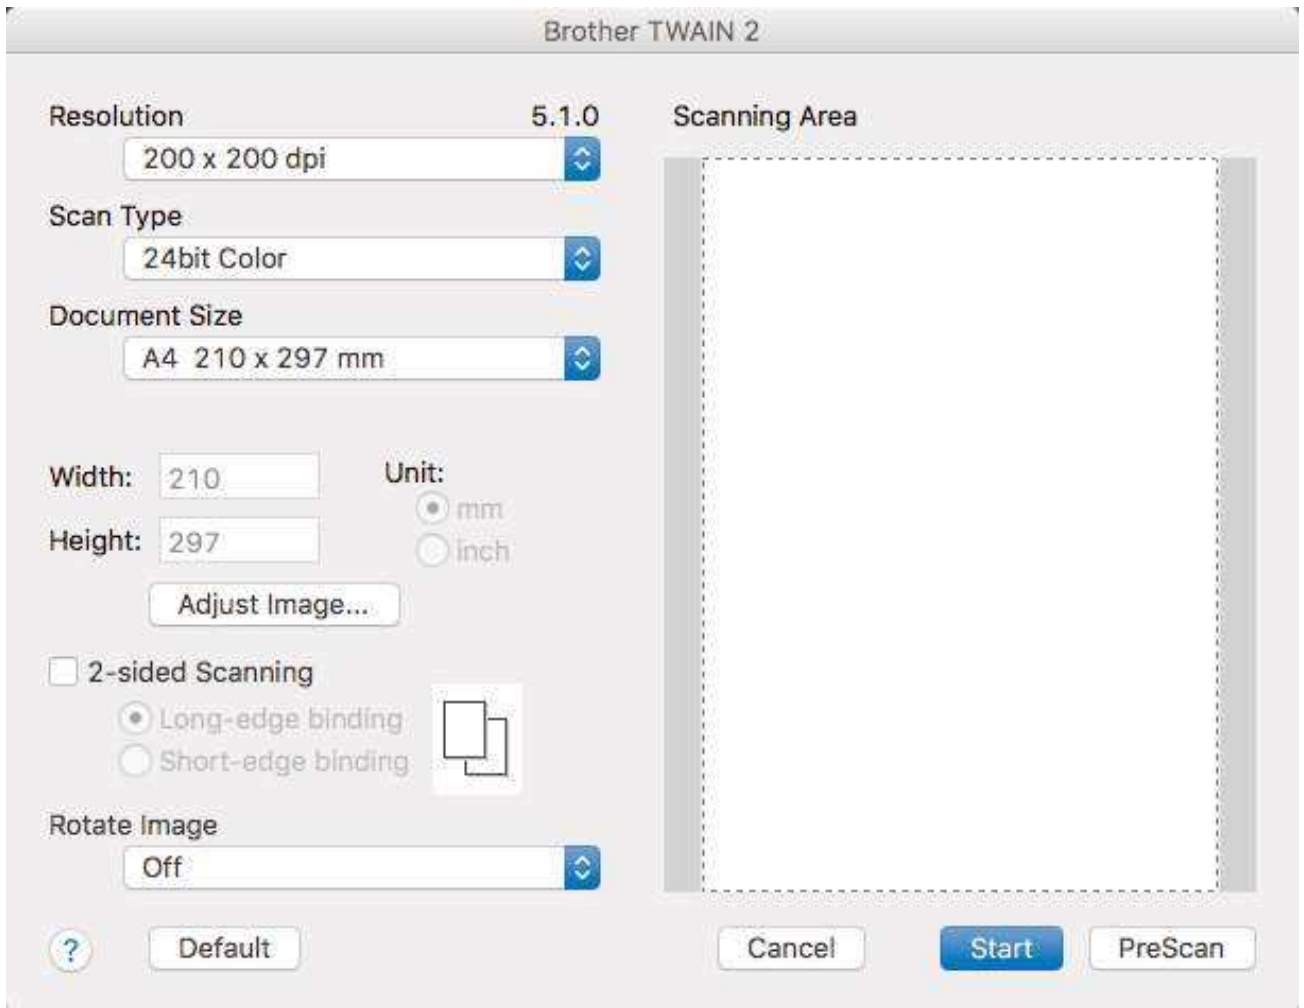 Brother TWAIN 2
Resolution 5.1.0
200 x 200 dpi
Scan Type
24bit Color
Document Size
A4 210 x 297 mm
Width: 210
Unit:
mm
Height: 297
inch
Adjust Image...
2-sided Scanning
Long-edge binding
Short-edge binding
Rotate Image
Off
? Default
Scanning Area
Cancel Start PreScan